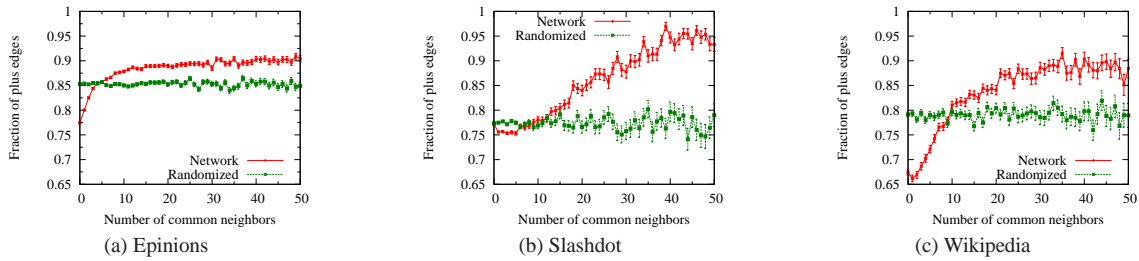 Fraction of plus edges
1
0.95
0.9
0.85
0.8
0.75
0.7
0.65
Network
Randomized
0 10 20 30 40 50
Number of common neighbors
(a) Epinions
Fraction of plus edges
1
0.95
0.9
0.85
0.8
0.75
0.7
0.65
Network
Randomized
0 10 20 30 40 50
Number of common neighbors
(b) Slashdot
Fraction of plus edges
1
0.95
0.9
0.85
0.8
0.75
0.7
0.65
Network
Randomized
0 10 20 30 40 50
Number of common neighbors
(c) Wikipedia